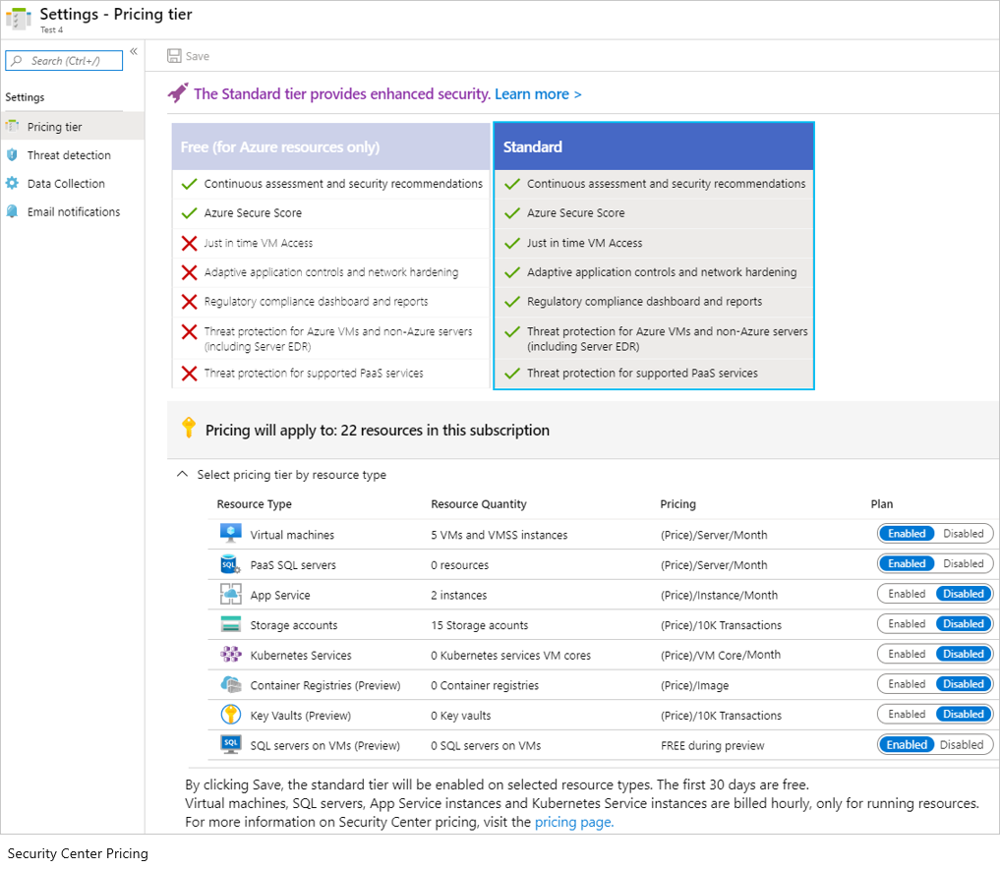 Settings - Pricing tier
Test 4
Search (Ctrl+/)
«
Save
Settings
Pricing tier
Threat detection
Data Collection
Email notifications
The Standard tier provides enhanced security. Learn more >
Free (for Azure resources only)
Continuous assessment and security recommendations
Azure Secure Score
Just in time VM Access
Adaptive application controls and network hardening
Regulatory compliance dashboard and reports
Threat protection for Azure VMs and non-Azure servers
(including Server EDR)
Threat protection for supported PaaS services
Standard
Continuous assessment and security recommendations
Azure Secure Score
Just in time VM Access
Adaptive application controls and network hardening
Regulatory compliance dashboard and reports
Threat protection for Azure VMs and non-Azure servers
(including Server EDR)
Threat protection for supported PaaS services
Pricing will apply to: 22 resources in this subscription
Select pricing tier by resource type
Resource Type Resource Quantity Pricing Plan
Virtual machines 5 VMs and VMSS instances (Price)/Server/Month Enabled Disabled
SQL PaaS SQL servers 0 resources (Price)/Server/Month Enabled Disabled
App Service 2 instances (Price)/Instance/Month Enabled Disabled
Storage accounts 15 Storage acounts (Price)/10K Transactions Enabled Disabled
Kubernetes Services 0 Kubernetes services VM cores (Price)/VM Core/Month Enabled Disabled
Container Registries (Preview) 0 Container registries (Price)/Image Enabled Disabled
Key Vaults (Preview) 0 Key vaults (Price)/10K Transactions Enabled Disabled
SQL SQL servers on VMs (Preview) 0 SQL servers on VMs FREE during preview Enabled Disabled
By clicking Save, the standard tier will be enabled on selected resource types. The first 30 days are free.
Virtual machines, SQL servers, App Service instances and Kubernetes Service instances are billed hourly, only for running resources.
For more information on Security Center pricing, visit the pricing page.
Security Center Pricing